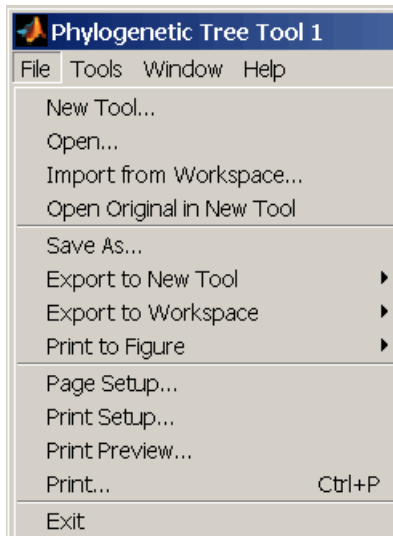 Phylogenetic Tree Tool 1
File Tools Window Help
New Tool...
Open...
Import from Workspace...
Open Original in New Tool
Save As...
Export to New Tool
Export to Workspace
Print to Figure
Page Setup...
Print Setup...
Print Preview...
Print... Ctrl+P
Exit